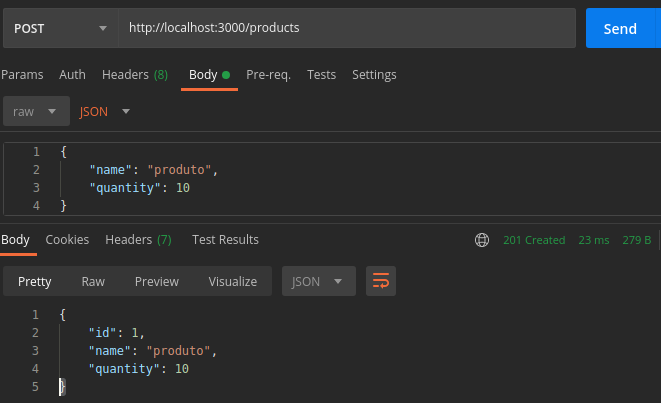 POST http://localhost:3000/products Send
Params Auth Headers (8) Body Pre-req. Tests Settings
raw JSON
1 {
2 "name": "produto",
3 "quantity": 10
4 }
Body Cookies Headers (7) Test Results 201 Created 23 ms 279 B
Pretty Raw Preview Visualize JSON
1 {
2 "id": 1,
3 "name": "produto",
4 "quantity": 10
5 }